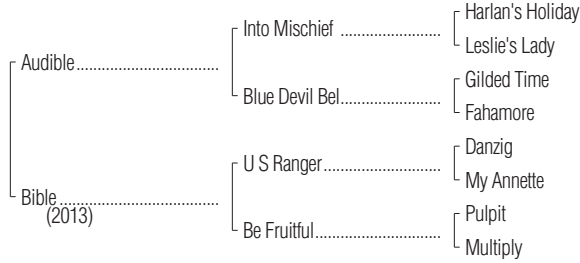 Harlan's Holiday
Into Mischief ....................
Leslie's Lady
Audible.............................
Gilded Time
Blue Devil Bel....................
Fahamore
Danzig
U S Ranger........................
My Annette
Bible.................................
(2013)
Pulpit
Be Fruitful..........................
Multiply